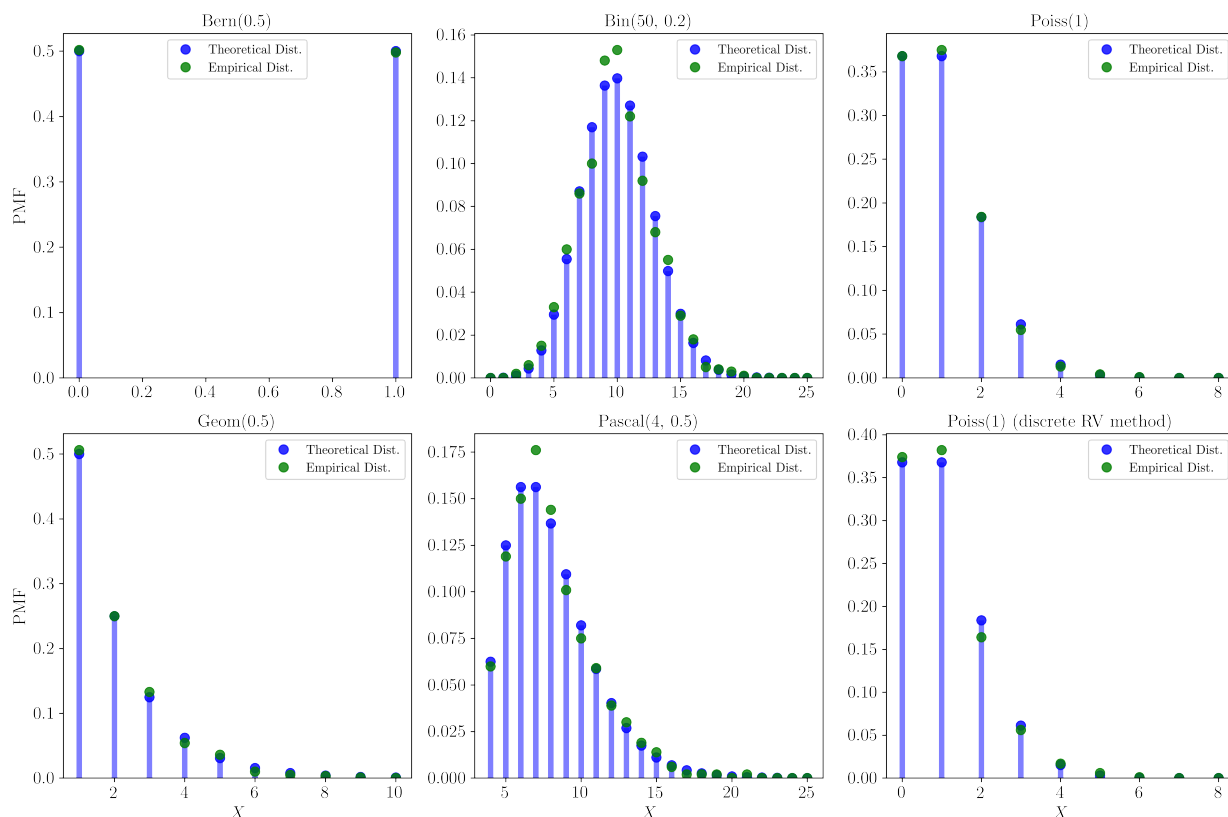 Bern(0.5)
PMF
0.5
0.4
0.3
0.2
0.1
0.0
Theoretical Dist.
Empirical Dist.
0.0 0.2 0.4 0.6 0.8 1.0
Bin(50, 0.2)
0.16
0.14
0.12
0.10
0.08
0.06
0.04
0.02
0.00
Theoretical Dist.
Empirical Dist.
0 5 10 15 20 25
Poiss(1)
0.35
0.30
0.25
0.20
0.15
0.10
0.05
0.00
Theoretical Dist.
Empirical Dist.
0 2 4 6 8
Geom(0.5)
PMF
0.5
0.4
0.3
0.2
0.1
0.0
Theoretical Dist.
Empirical Dist.
2 4 6 8 10
X
Pascal(4, 0.5)
0.175
0.150
0.125
0.100
0.075
0.050
0.025
0.000
Theoretical Dist.
Empirical Dist.
5 10 15 20 25
X
Poiss(1) (discrete RV method)
0.40
0.35
0.30
0.25
0.20
0.15
0.10
0.05
0.00
Theoretical Dist.
Empirical Dist.
0 2 4 6 8
X